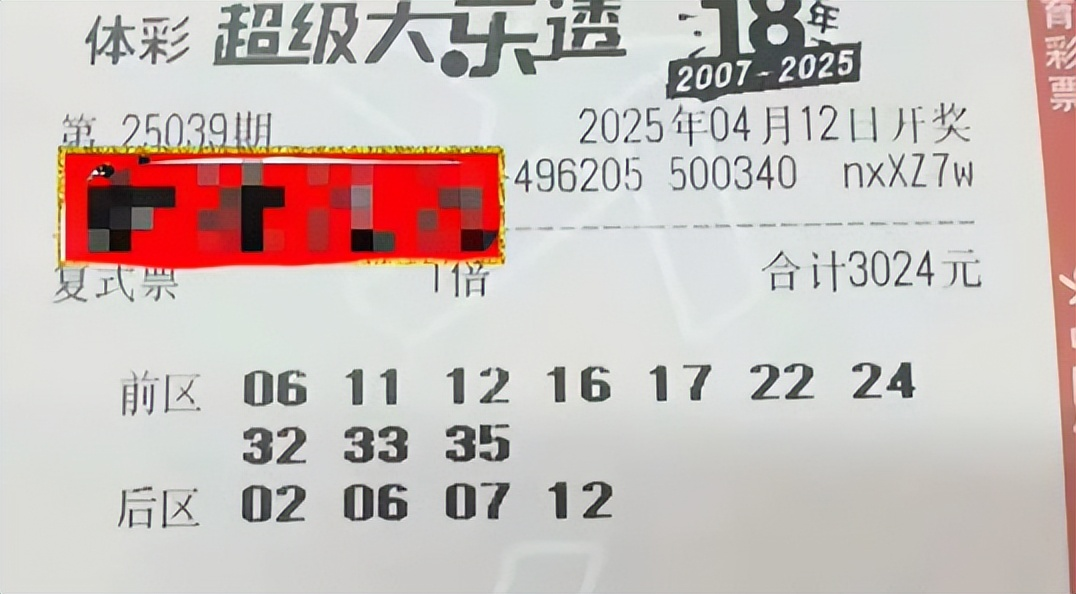 体彩 超级大乐透 18年
2007-2025
第 25039期 2025年04月12日开奖
496205 500340 nxXZ7w
复式票 1倍 合计3024元
前区 06 11 12 16 17 22 24
32 33 35
后区 02 06 07 12
育彩票